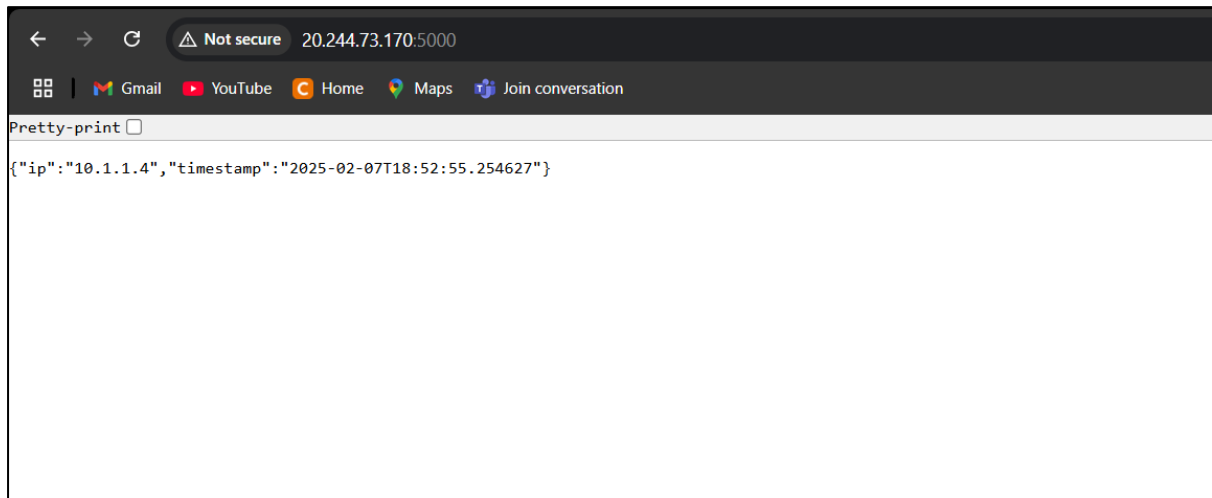 Not secure 20.244.73.170:5000
Gmail YouTube Home Maps Join conversation
Pretty-print
{"ip":"10.1.1.4","timestamp":"2025-02-07T18:52:55.254627"}